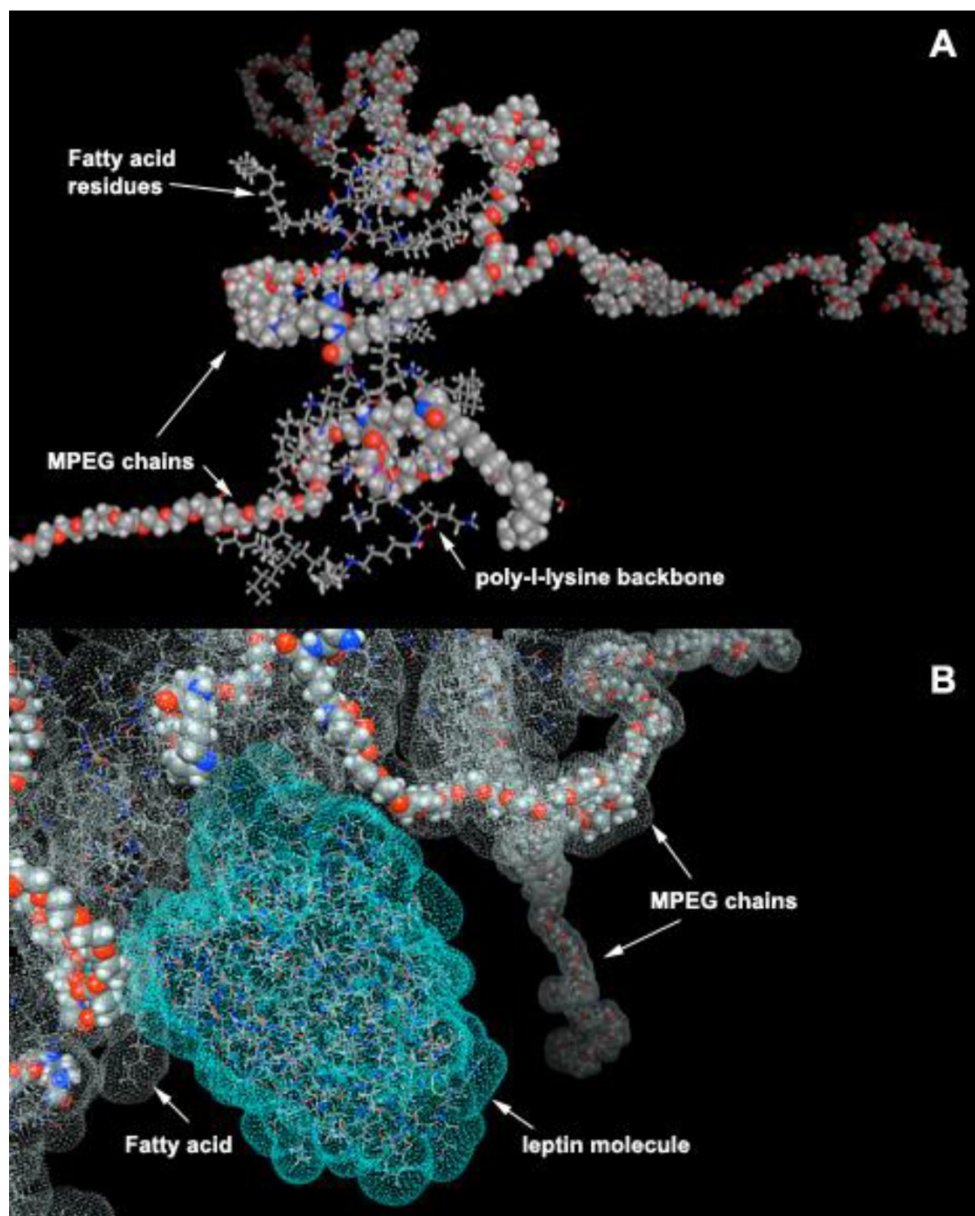 A
Fatty acid
residues
MPEG chains
poly-l-lysine backbone
B
MPEG chains
Fatty acid
leptin molecule